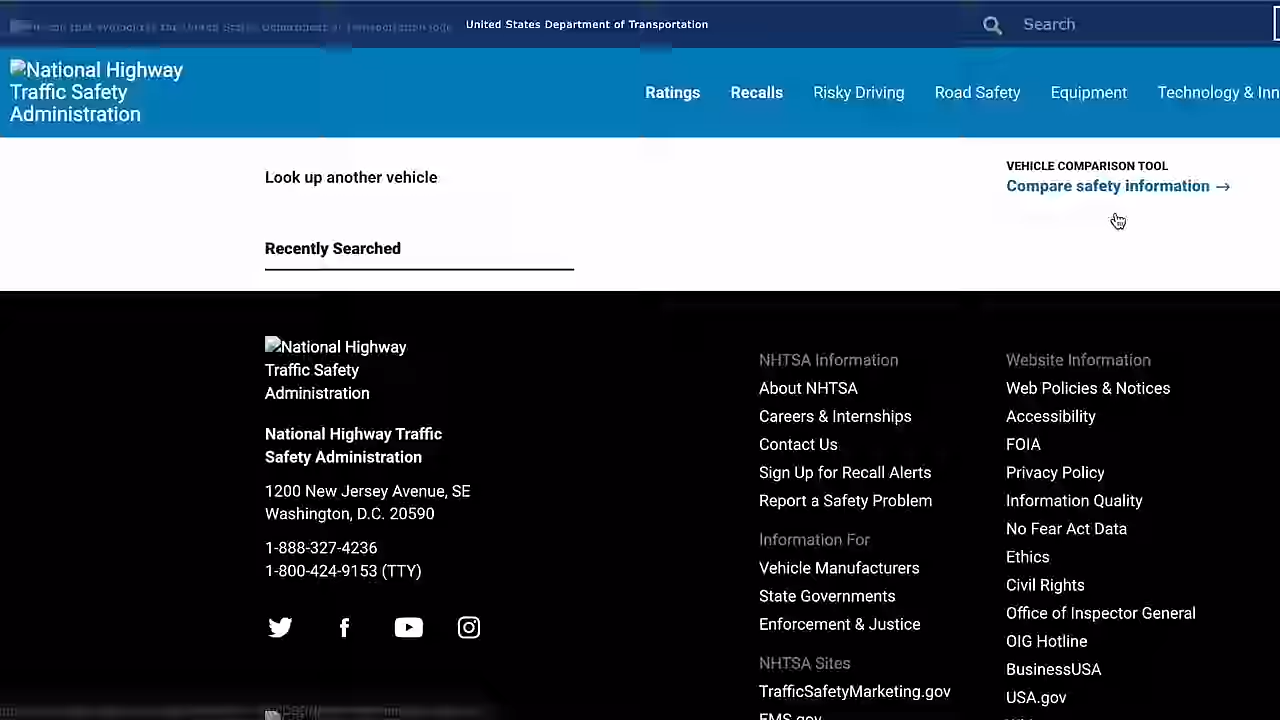 United States Department of Transportation
Search
National Highway
Traffic Safety
Administration
Ratings
Recalls
Risky Driving
Road Safety
Equipment
Technology & Inn
Look up another vehicle
VEHICLE COMPARISON TOOL
Compare safety information →
Recently Searched
National Highway
Traffic Safety
Administration
National Highway Traffic
Safety Administration
1200 New Jersey Avenue, SE
Washington, D.C. 20590
1-888-327-4236
1-800-424-9153 (TTY)
NHTSA Information
About NHTSA
Careers & Internships
Contact Us
Sign Up for Recall Alerts
Report a Safety Problem
Information For
Vehicle Manufacturers
State Governments
Enforcement & Justice
NHTSA Sites
TrafficSafetyMarketing.gov
EMS.gov
Website Information
Web Policies & Notices
Accessibility
FOIA
Privacy Policy
Information Quality
No Fear Act Data
Ethics
Civil Rights
Office of Inspector General
OIG Hotline
BusinessUSA
USA.gov